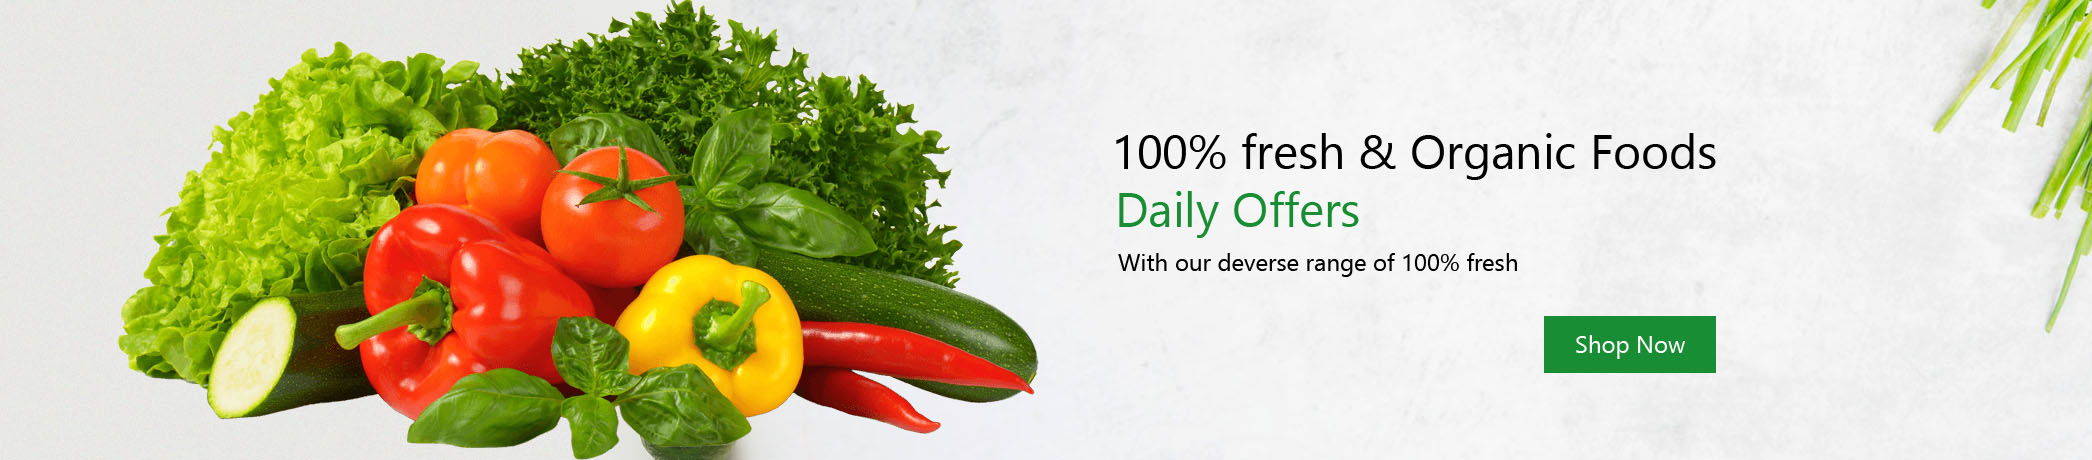 100% fresh & Organic Foods
Daily Offers
With our deverse range of 100% fresh
Shop Now